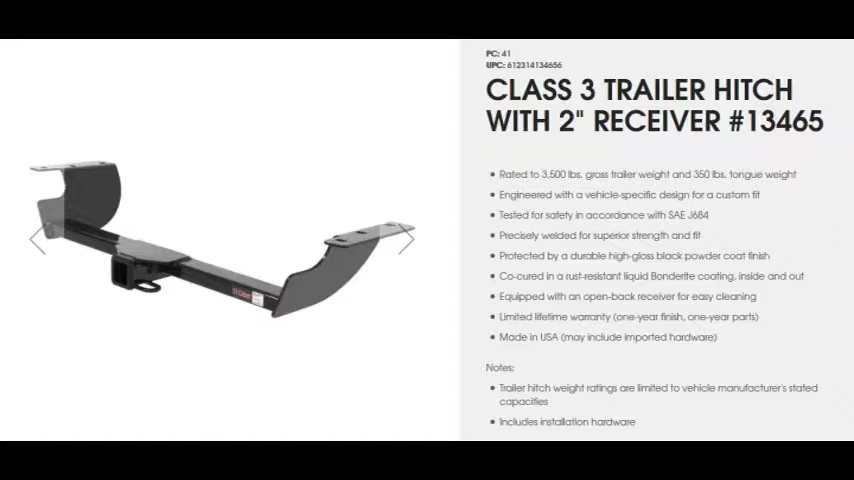 PC: 41
UPC: 612314134656
CLASS 3 TRAILER HITCH
WITH 2" RECEIVER #13465
• Rated to 3,500 lbs. gross trailer weight and 350 lbs. tongue weight
• Engineered with a vehicle-specific design for a custom fit
• Tested for safety in accordance with SAE J684
• Precisely welded for superior strength and fit
• Protected by a durable high-gloss black powder coat finish
• Co-cured in a rust-resistant liquid Bonderite coating, inside and out
• Equipped with an open-back receiver for easy cleaning
• Limited lifetime warranty (one-year finish, one-year parts)
• Made in USA (may include imported hardware)
Notes:
• Trailer hitch weight ratings are limited to vehicle manufacturer's stated
capacities
• Includes installation hardware